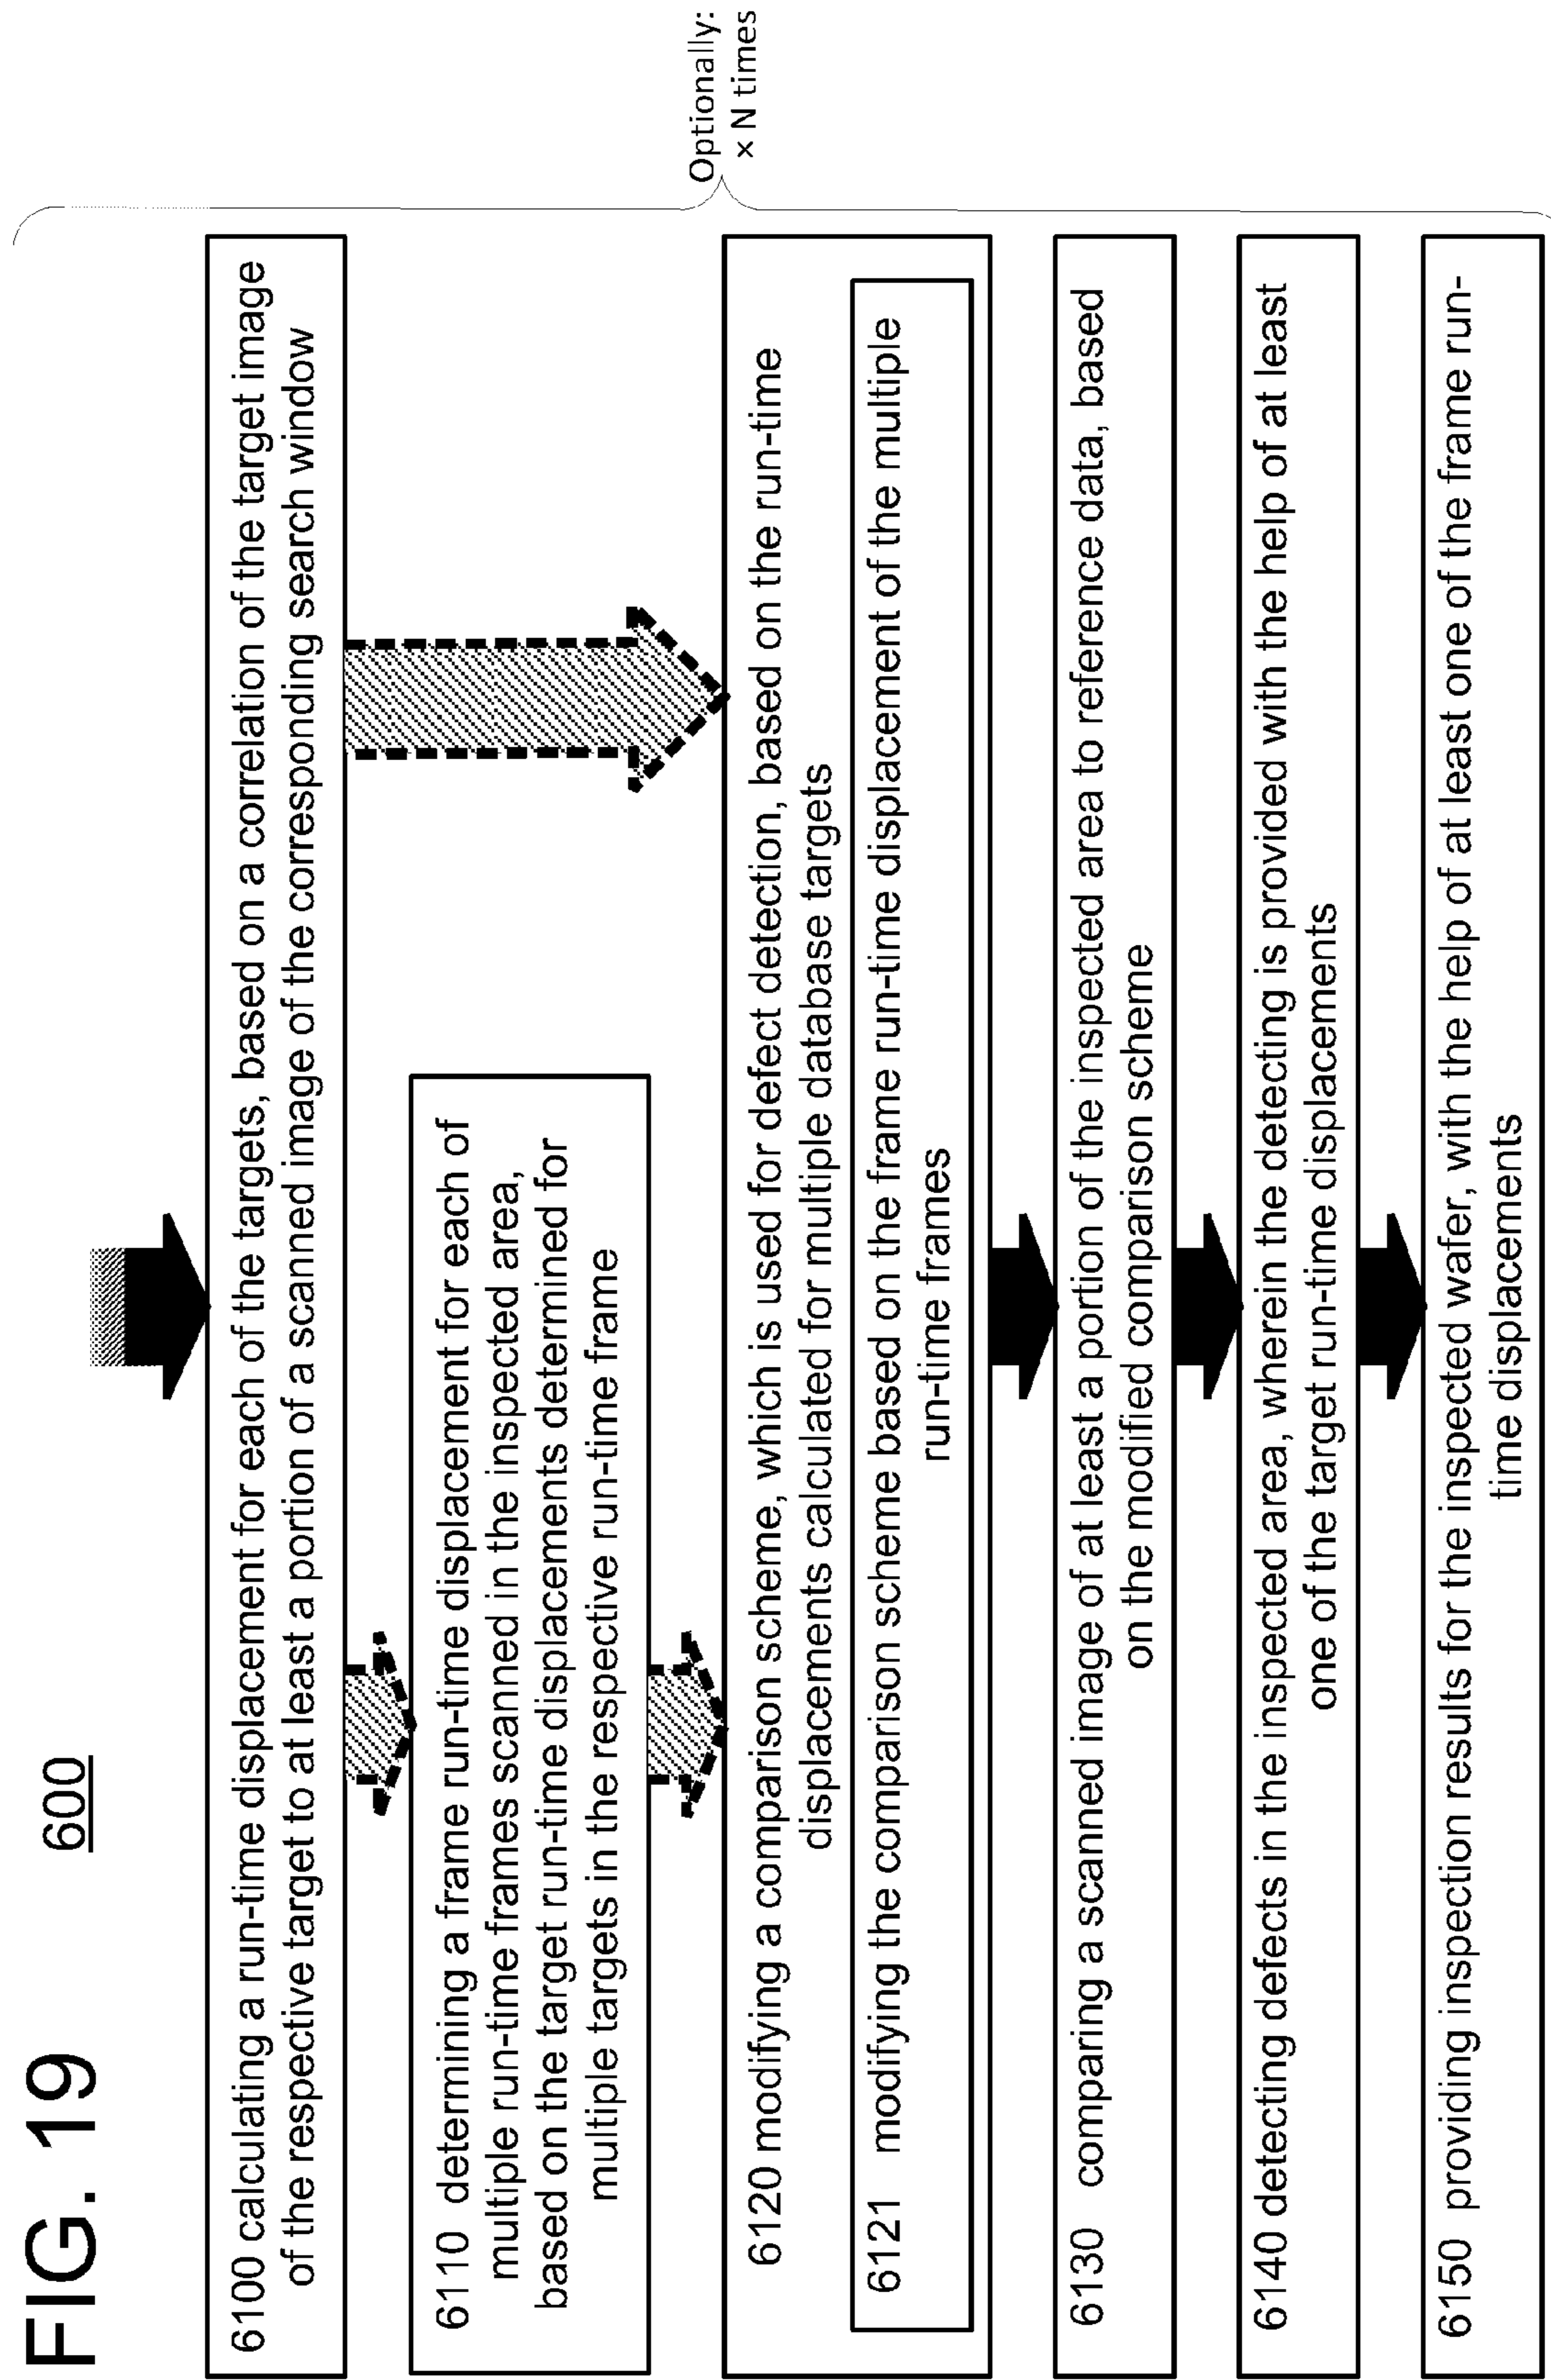 FIG. 19
600
6100 calculating a run-time displacement for each of the targets, based on a correlation of the target image
of the respective target to at least a portion of a scanned image of the corresponding search window
6110 determining a frame run-time displacement for each of
multiple run-time frames scanned in the inspected area,
based on the target run-time displacements determined for
multiple targets in the respective run-time frame
6120 modifying a comparison scheme, which is used for defect detection, based on the run-time
displacements calculated for multiple database targets
6121 modifying the comparison scheme based on the frame run-time displacement of the multiple
run-time frames
6130 comparing a scanned image of at least a portion of the inspected area to reference data, based
on the modified comparison scheme
6140 detecting defects in the inspected area, wherein the detecting is provided with the help of at least
one of the target run-time displacements
6150 providing inspection results for the inspected wafer, with the help of at least one of the frame run-
time displacements
Optionally:
× N times